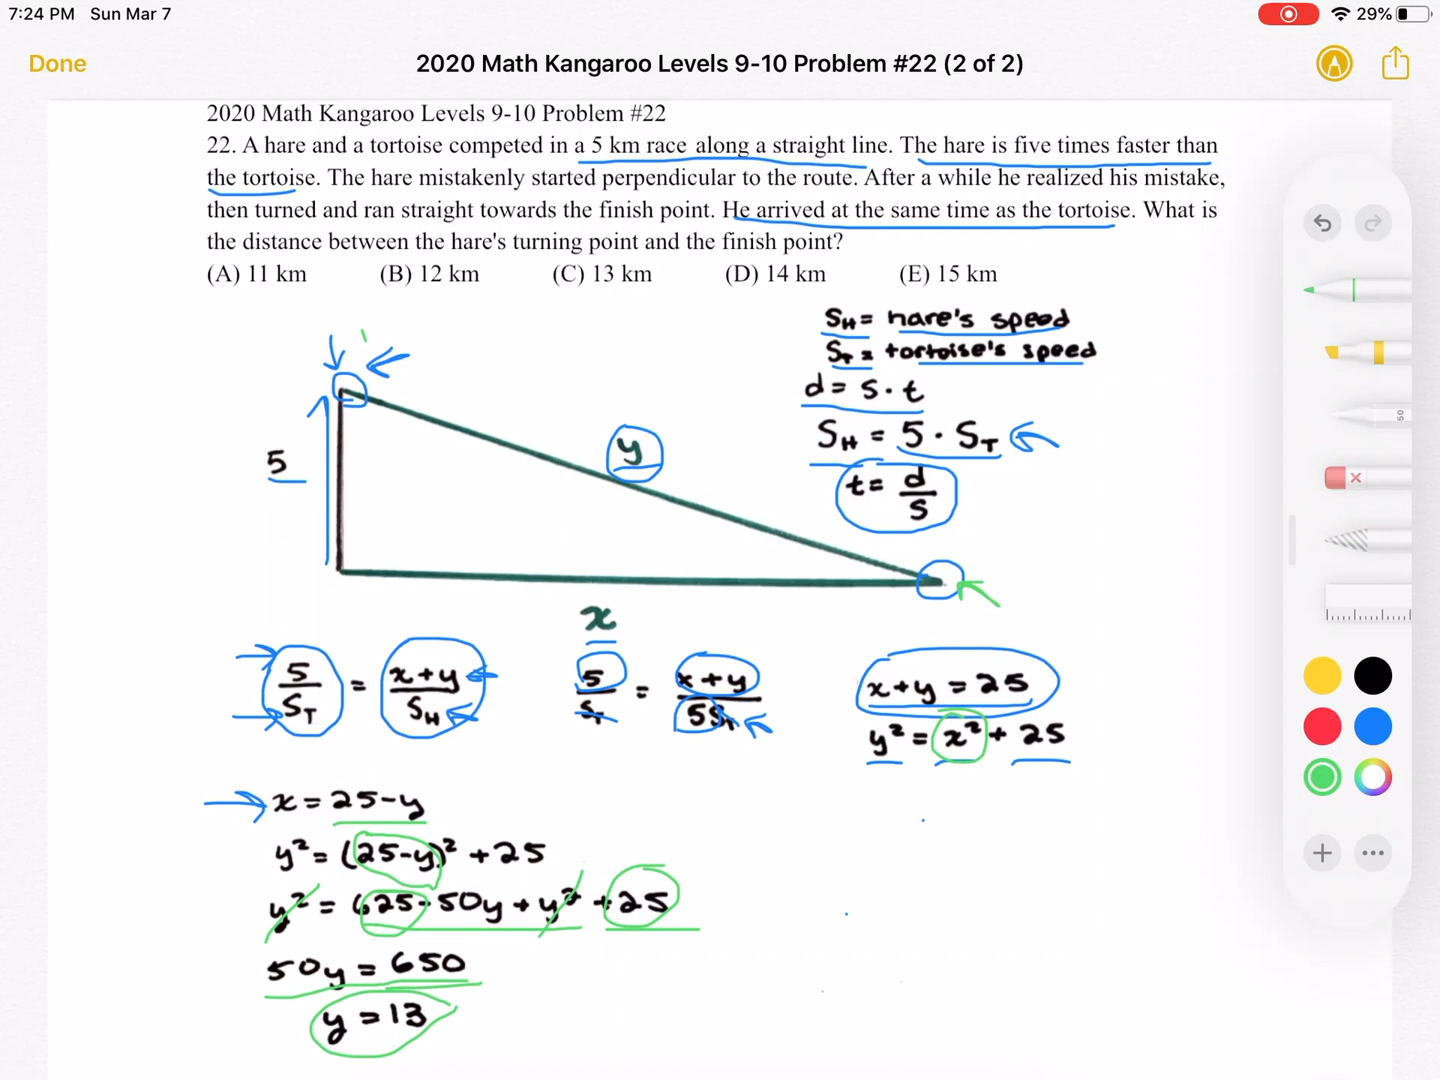 7:24 PM Sun Mar 7
29%
Done
2020 Math Kangaroo Levels 9-10 Problem #22 (2 of 2)
2020 Math Kangaroo Levels 9-10 Problem #22
22. A hare and a tortoise competed in a 5 km race along a straight line. The hare is five times faster than
the tortoise. The hare mistakenly started perpendicular to the route. After a while he realized his mistake,
then turned and ran straight towards the finish point. He arrived at the same time as the tortoise. What is
the distance between the hare's turning point and the finish point?
(A) 11 km (B) 12 km (C) 13 km (D) 14 km (E) 15 km
S_H = hare's speed
S_T = tortoise's speed
d = s · t
S_H = 5 · S_T
t = d/s
5
y
x
5/S_T = x+y/S_H
5/S_T = x+y/5S_T
x+y = 25
y² = x² + 25
x = 25-y
y² = (25-y)² + 25
y² = 625-50y+y² +25
50y = 650
y = 13
50